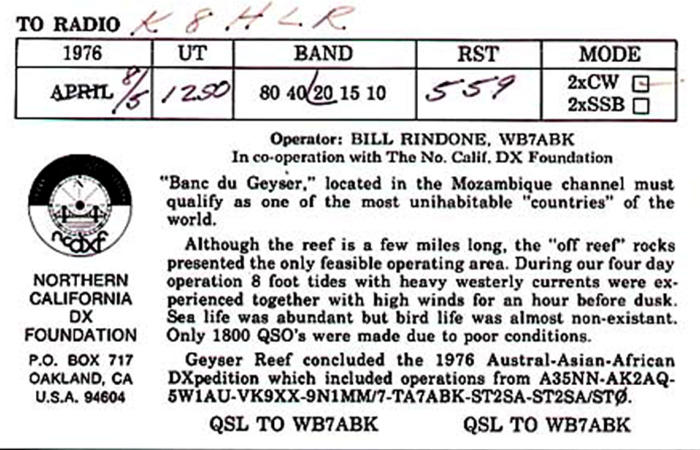 TO RADIO K8HLR
1976 UT BAND RST MODE
APRIL 8/5 1250 80 40 20 15 10 559 2xCW
2xSSB
Operator: BILL RINDONE, WB7ABK
In co-operation with The No. Calif. DX Foundation
"Banc du Geyser," located in the Mozambique channel must
qualify as one of the most unihabitable "countries" of the
world.
Although the reef is a few miles long, the "off reef" rocks
presented the only feasible operating area. During our four day
operation 8 foot tides with heavy westerly currents were ex-
perienced together with high winds for an hour before dusk.
Sea life was abundant but bird life was almost non-existant.
Only 1800 QSO's were made due to poor conditions.
Geyser Reef concluded the 1976 Austral-Asian-African
DXpedition which included operations from A35NN-AK2AQ-
5W1AU-VK9XX-9N1MM/7-TA7ABK-ST2SA-ST2SA/STØ.
QSL TO WB7ABK QSL TO WB7ABK
N
ncdxf
NORTHERN
CALIFORNIA
DX
FOUNDATION
P.O. BOX 717
OAKLAND, CA
U.S.A. 94604